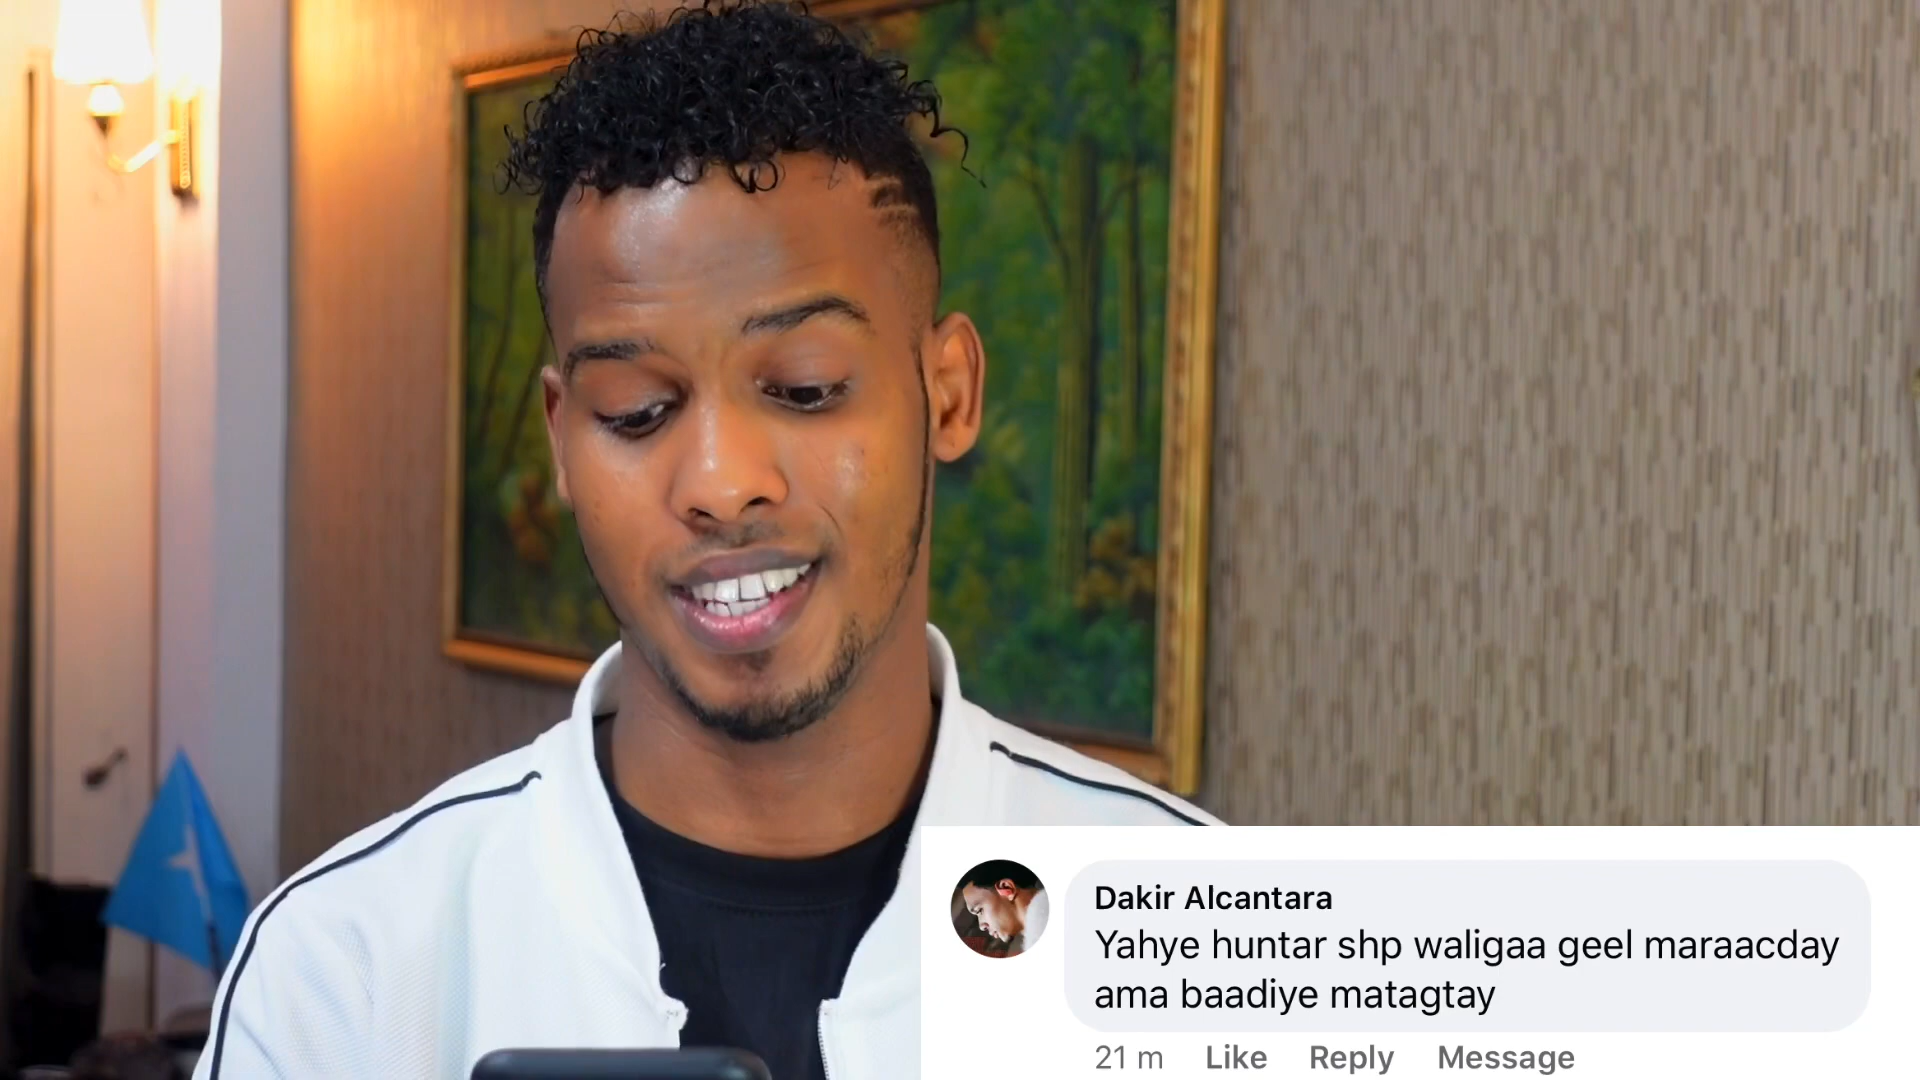 Dakir Alcantara
Yahye huntar shp waligaa geel maraacday
ama baadiye matagtay
21 m Like Reply Message